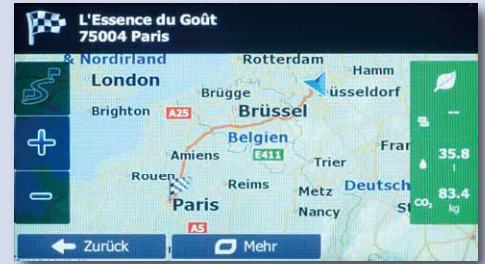 L'Essence du Goût
75004 Paris
& Nordirland
Rotterdam
Hamm
London
Brügge
üsseldorf
Brighton
A25
Brüssel
--
Belgien
Amiens
E411
Trier
Fran
35.8
l
Rouen
Reims
Metz
Deutsch
CO₂
83.4
kg
Paris
Nancy
St
A5
Zurück
Mehr